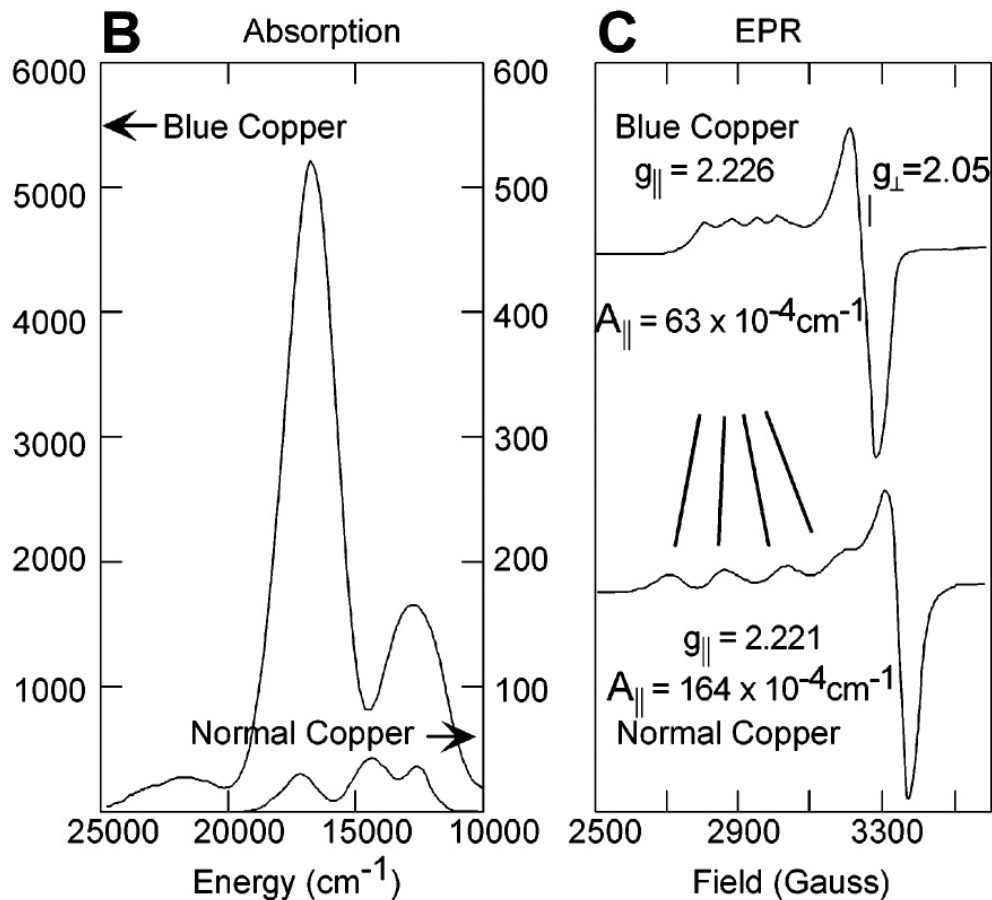 B Absorption
6000
5000
4000
3000
2000
1000
600
500
400
300
200
100
← Blue Copper
Normal Copper →
25000 20000 15000 10000
Energy (cm⁻¹)
C EPR
Blue Copper
g|| = 2.226
g⊥=2.05
A|| = 63 x 10⁻⁴cm⁻¹
g|| = 2.221
A|| = 164 x 10⁻⁴cm⁻¹
Normal Copper
2500 2900 3300
Field (Gauss)